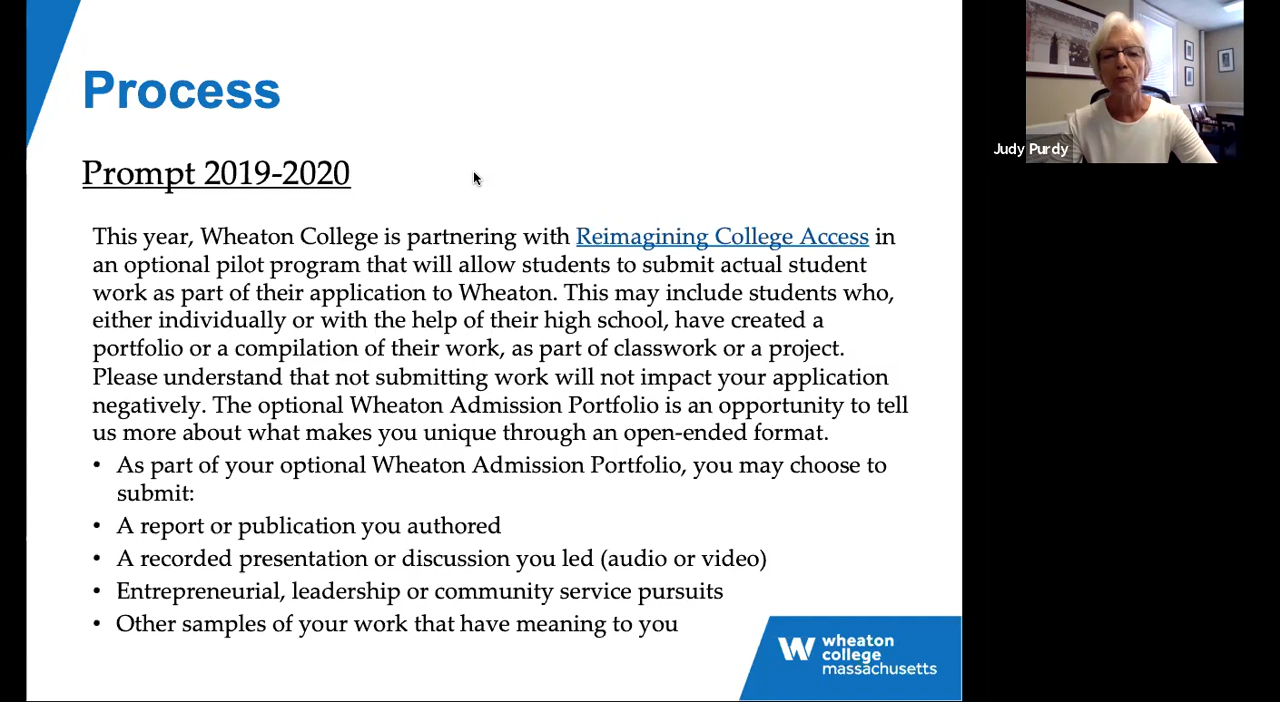 Process
Prompt 2019-2020
This year, Wheaton College is partnering with Reimagining College Access in
an optional pilot program that will allow students to submit actual student
work as part of their application to Wheaton. This may include students who,
either individually or with the help of their high school, have created a
portfolio or a compilation of their work, as part of classwork or a project.
Please understand that not submitting work will not impact your application
negatively. The optional Wheaton Admission Portfolio is an opportunity to tell
us more about what makes you unique through an open-ended format.
• As part of your optional Wheaton Admission Portfolio, you may choose to
submit:
• A report or publication you authored
• A recorded presentation or discussion you led (audio or video)
• Entrepreneurial, leadership or community service pursuits
• Other samples of your work that have meaning to you
W wheaton
college
massachusetts
Judy Purdy